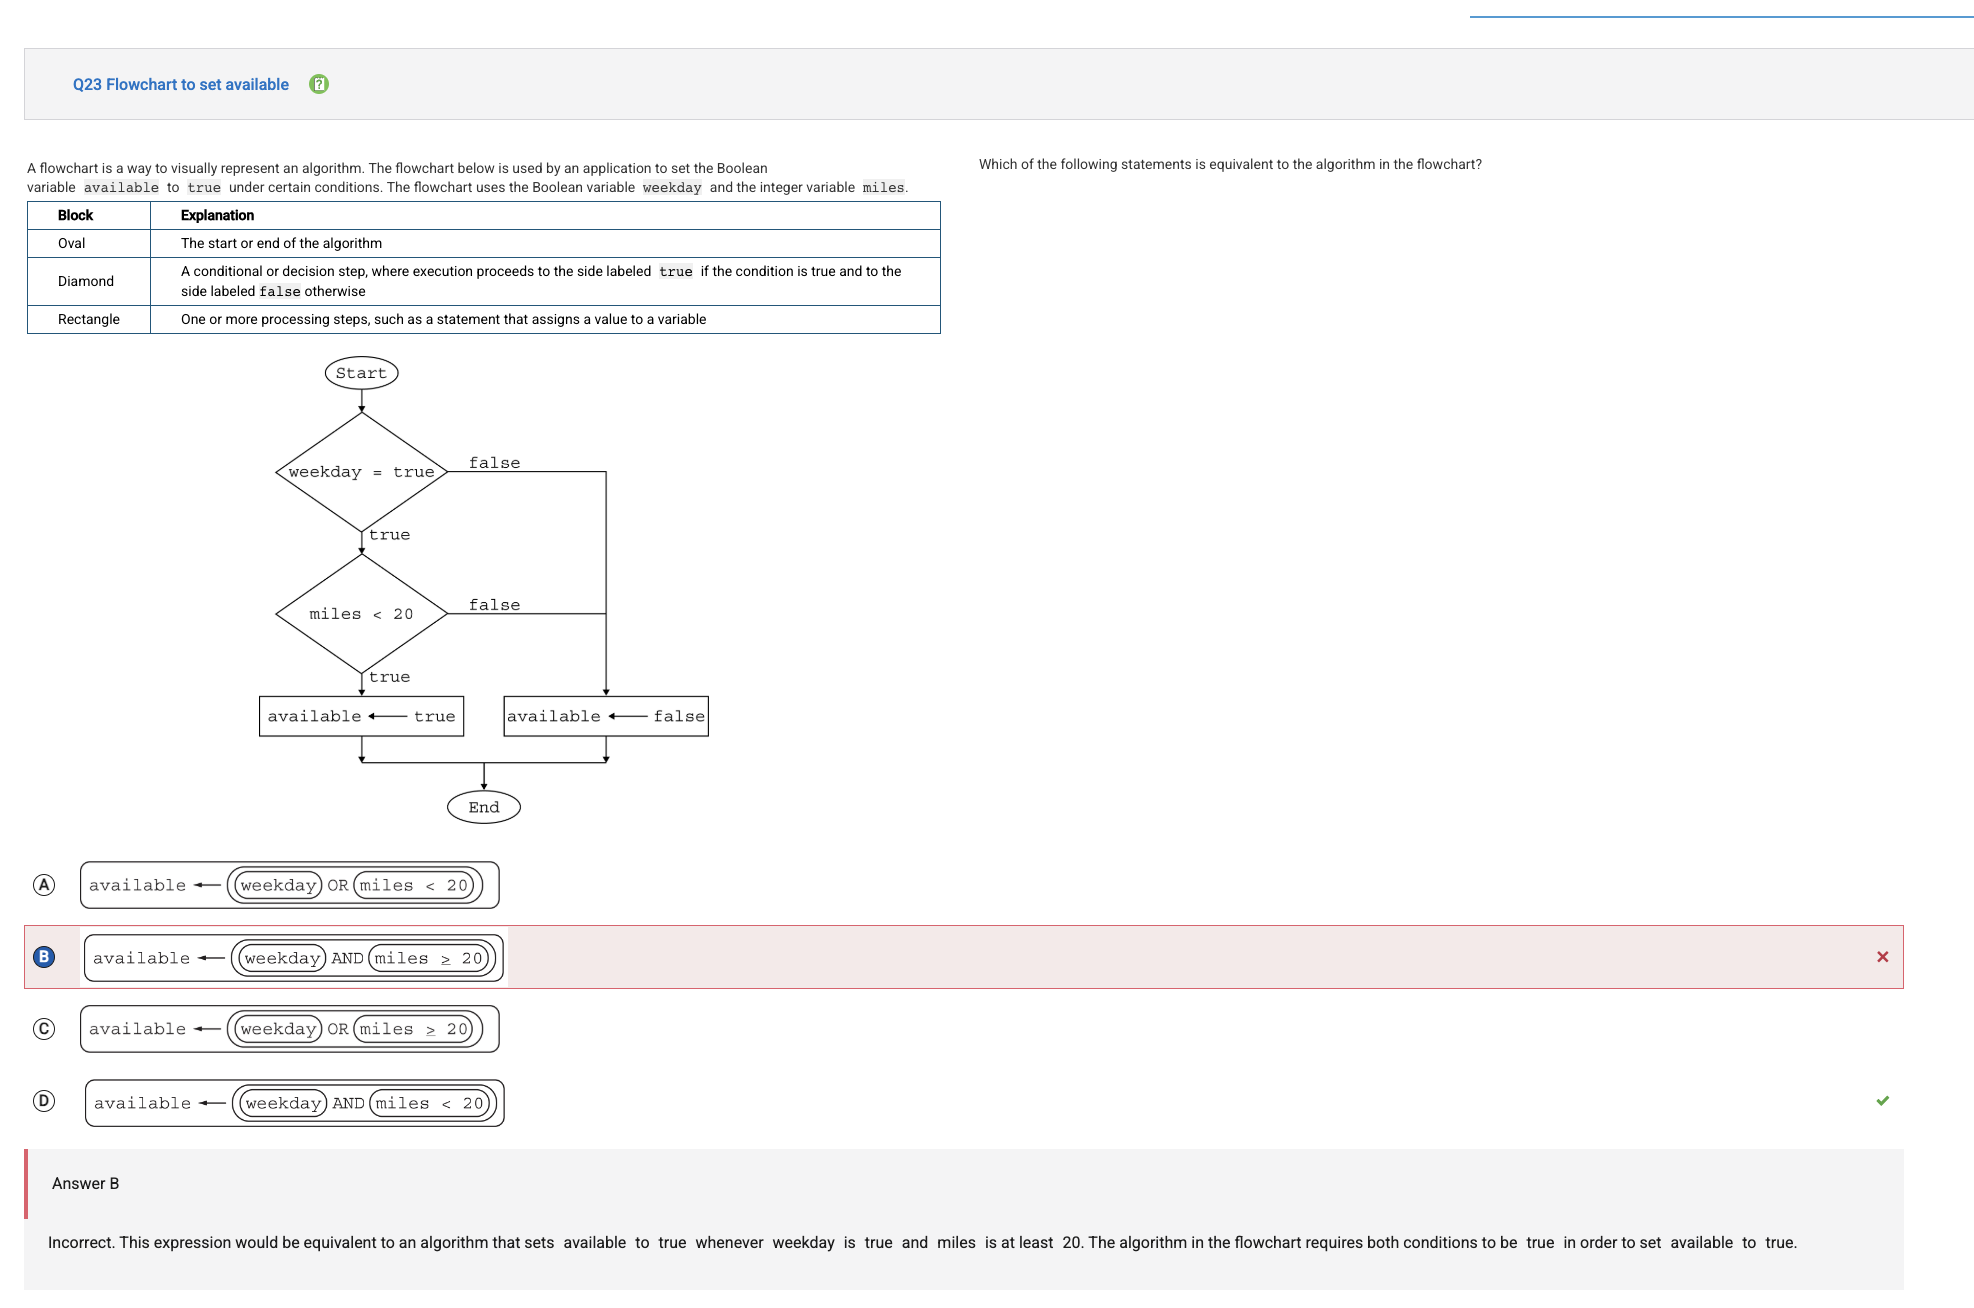 Q23 Flowchart to set available
A flowchart is a way to visually represent an algorithm. The flowchart below is used by an application to set the Boolean
variable available to true under certain conditions. The flowchart uses the Boolean variable weekday and the integer variable miles.
Block Explanation
Oval The start or end of the algorithm
Diamond A conditional or decision step, where execution proceeds to the side labeled true if the condition is true and to the
side labeled false otherwise
Rectangle One or more processing steps, such as a statement that assigns a value to a variable
Start
weekday = true
false
true
miles < 20
false
true
available ← true
available ← false
End
Which of the following statements is equivalent to the algorithm in the flowchart?
A available ← weekday OR miles < 20
B available ← weekday AND miles ≥ 20
C available ← weekday OR miles ≥ 20
D available ← weekday AND miles < 20
Answer B
Incorrect. This expression would be equivalent to an algorithm that sets available to true whenever weekday is true and miles is at least 20. The algorithm in the flowchart requires both conditions to be true in order to set available to true.